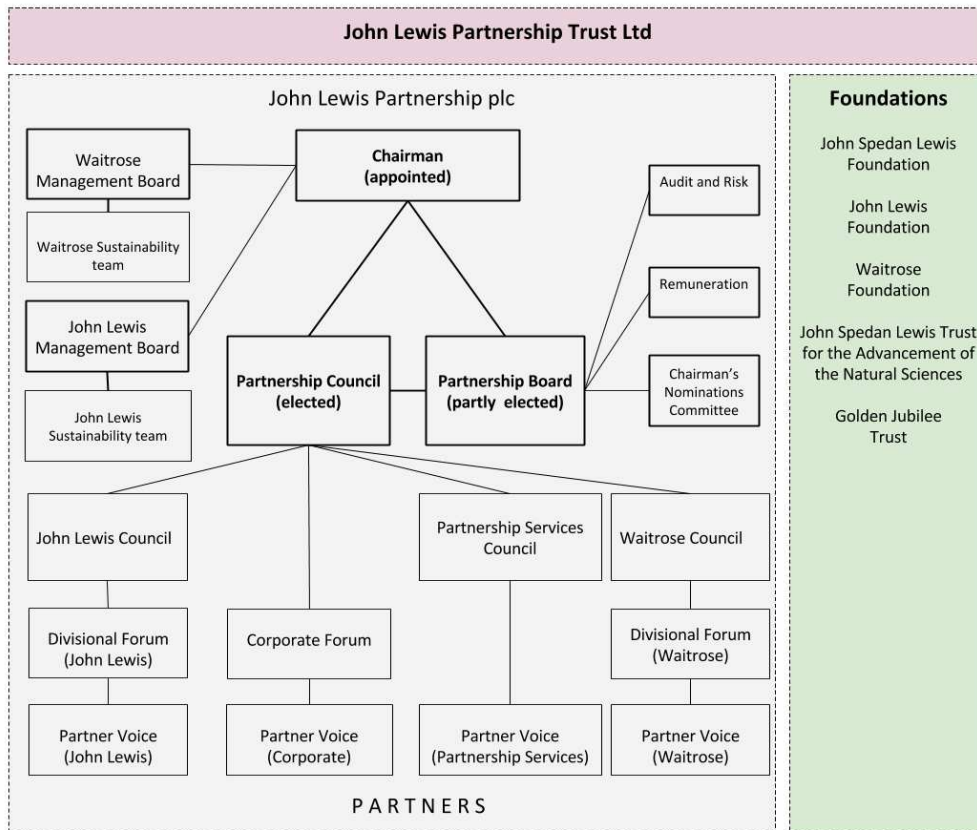 John Lewis Partnership Trust Ltd
John Lewis Partnership plc
Waitrose
Management Board
Waitrose Sustainability
team
John Lewis
Management Board
John Lewis
Sustainability team
Chairman
(appointed)
Partnership Council
(elected)
Partnership Board
(partly elected)
Audit and Risk
Remuneration
Chairman’s
Nominations
Committee
John Lewis Council
Partnership Services
Council
Waitrose Council
Divisional Forum
(John Lewis)
Corporate Forum
Divisional Forum
(Waitrose)
Partner Voice
(John Lewis)
Partner Voice
(Corporate)
Partner Voice
(Partnership Services)
Partner Voice
(Waitrose)
PARTNERS
Foundations
John Spedan Lewis
Foundation
John Lewis
Foundation
Waitrose
Foundation
John Spedan Lewis Trust
for the Advancement of
the Natural Sciences
Golden Jubilee
Trust